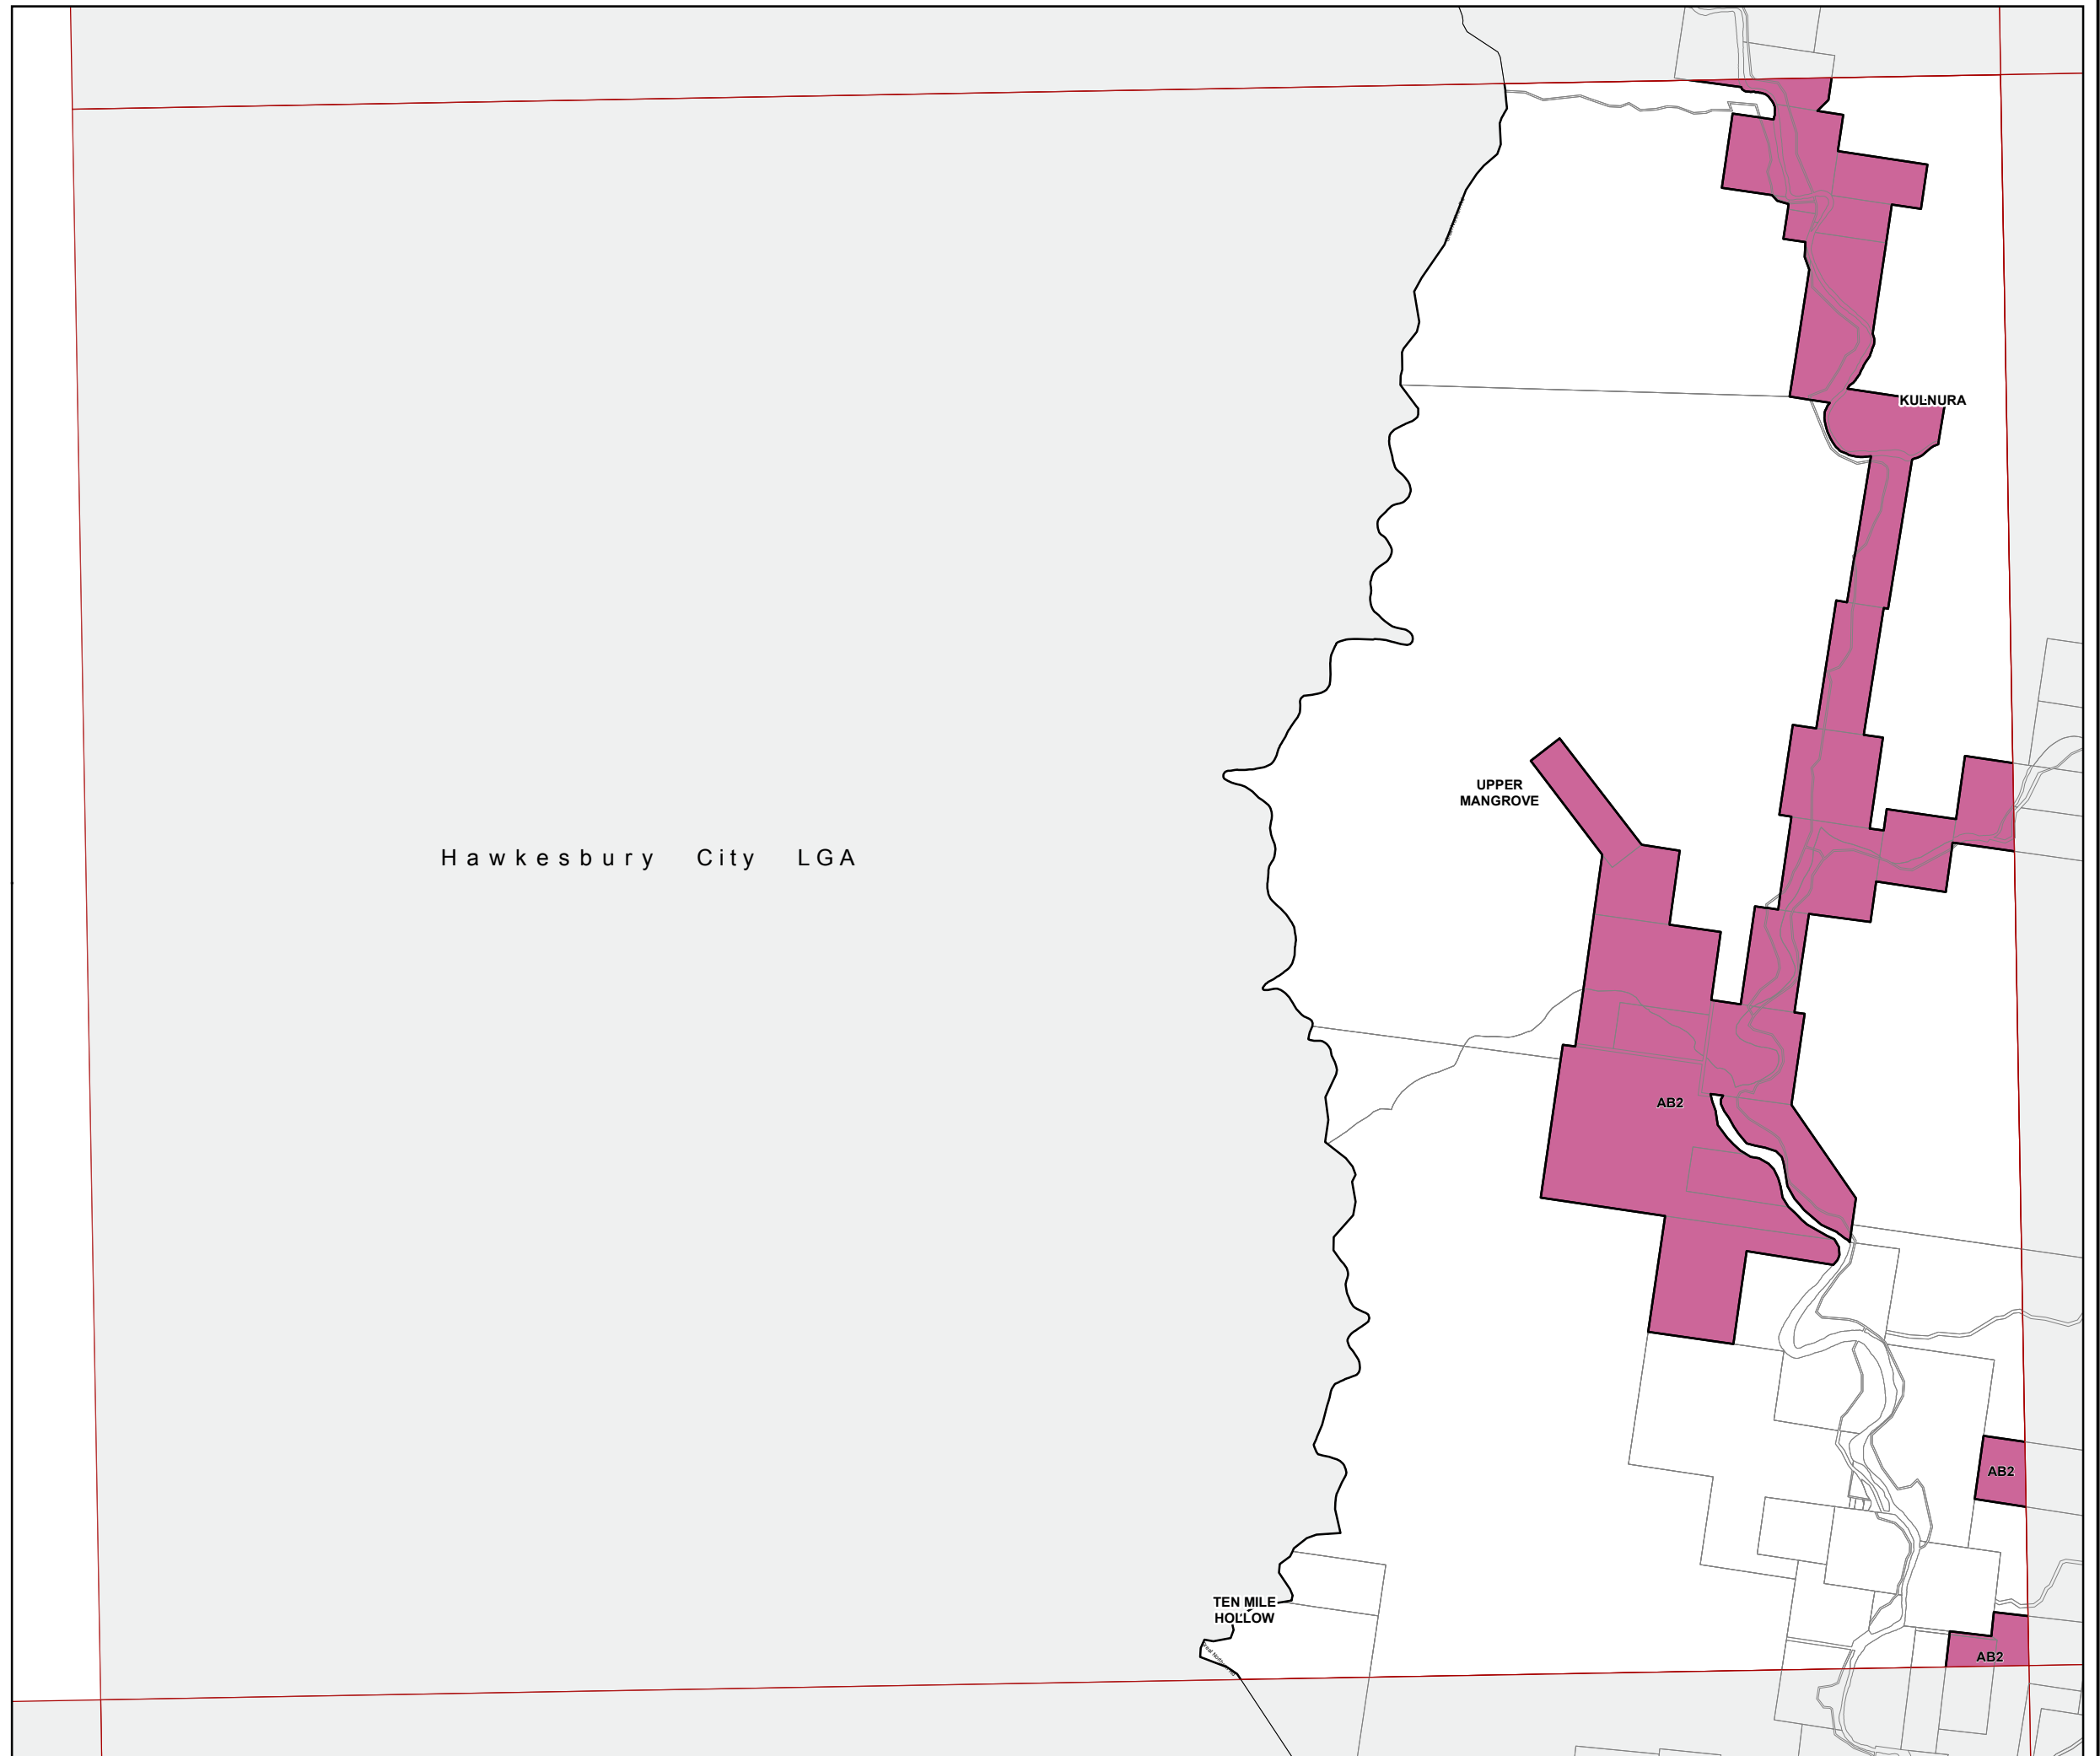 KULNURA
UPPER
MANGROVE
Hawkesbury City LGA
AB2
AB2
TEN MILE
HOLLOW
AB2